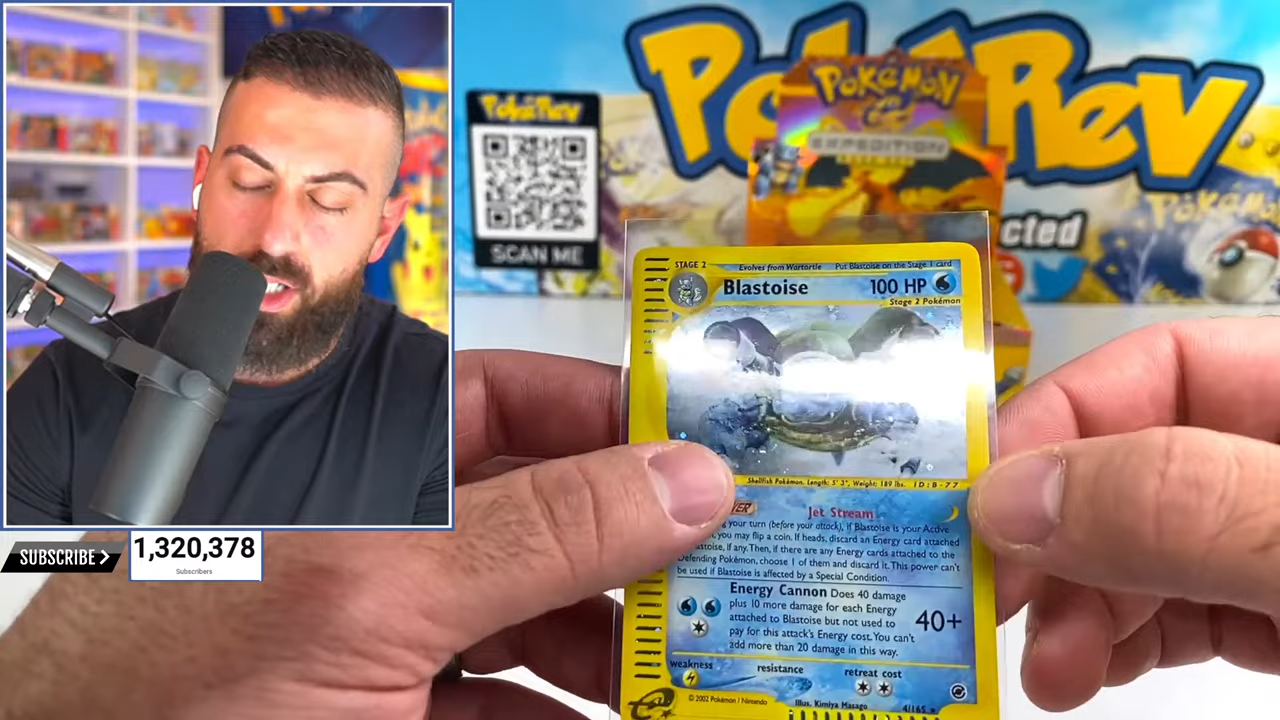 PokéRev
PokéRev
SCAN ME
POKÉMON
EXPEDITION
cted
STAGE 2
Evolves from Wartortle
Put Blastoise on the Stage 1 card
Blastoise
100 HP
Stage 2 Pokémon
Shellfish Pokémon. Length: 5' 3", Weight: 189 lbs. ID: B-77
Jet Stream
your turn (before your attack), if Blastoise is your Active
you may flip a coin. If heads, discard an Energy card attached
if any. Then, if there are any Energy cards attached to the
Defending Pokémon, choose 1 of them and discard it. This power can't
be used if Blastoise is affected by a Special Condition.
Energy Cannon Does 40 damage
plus 10 more damage for each Energy
attached to Blastoise but not used to
pay for this attack's Energy cost. You can't
add more than 20 damage in this way.
40+
weakness
resistance
retreat cost
© 2002 Pokémon / Nintendo
Illus. Kimiya Masago
4/165 ★
SUBSCRIBE
1,320,378
Subscribers